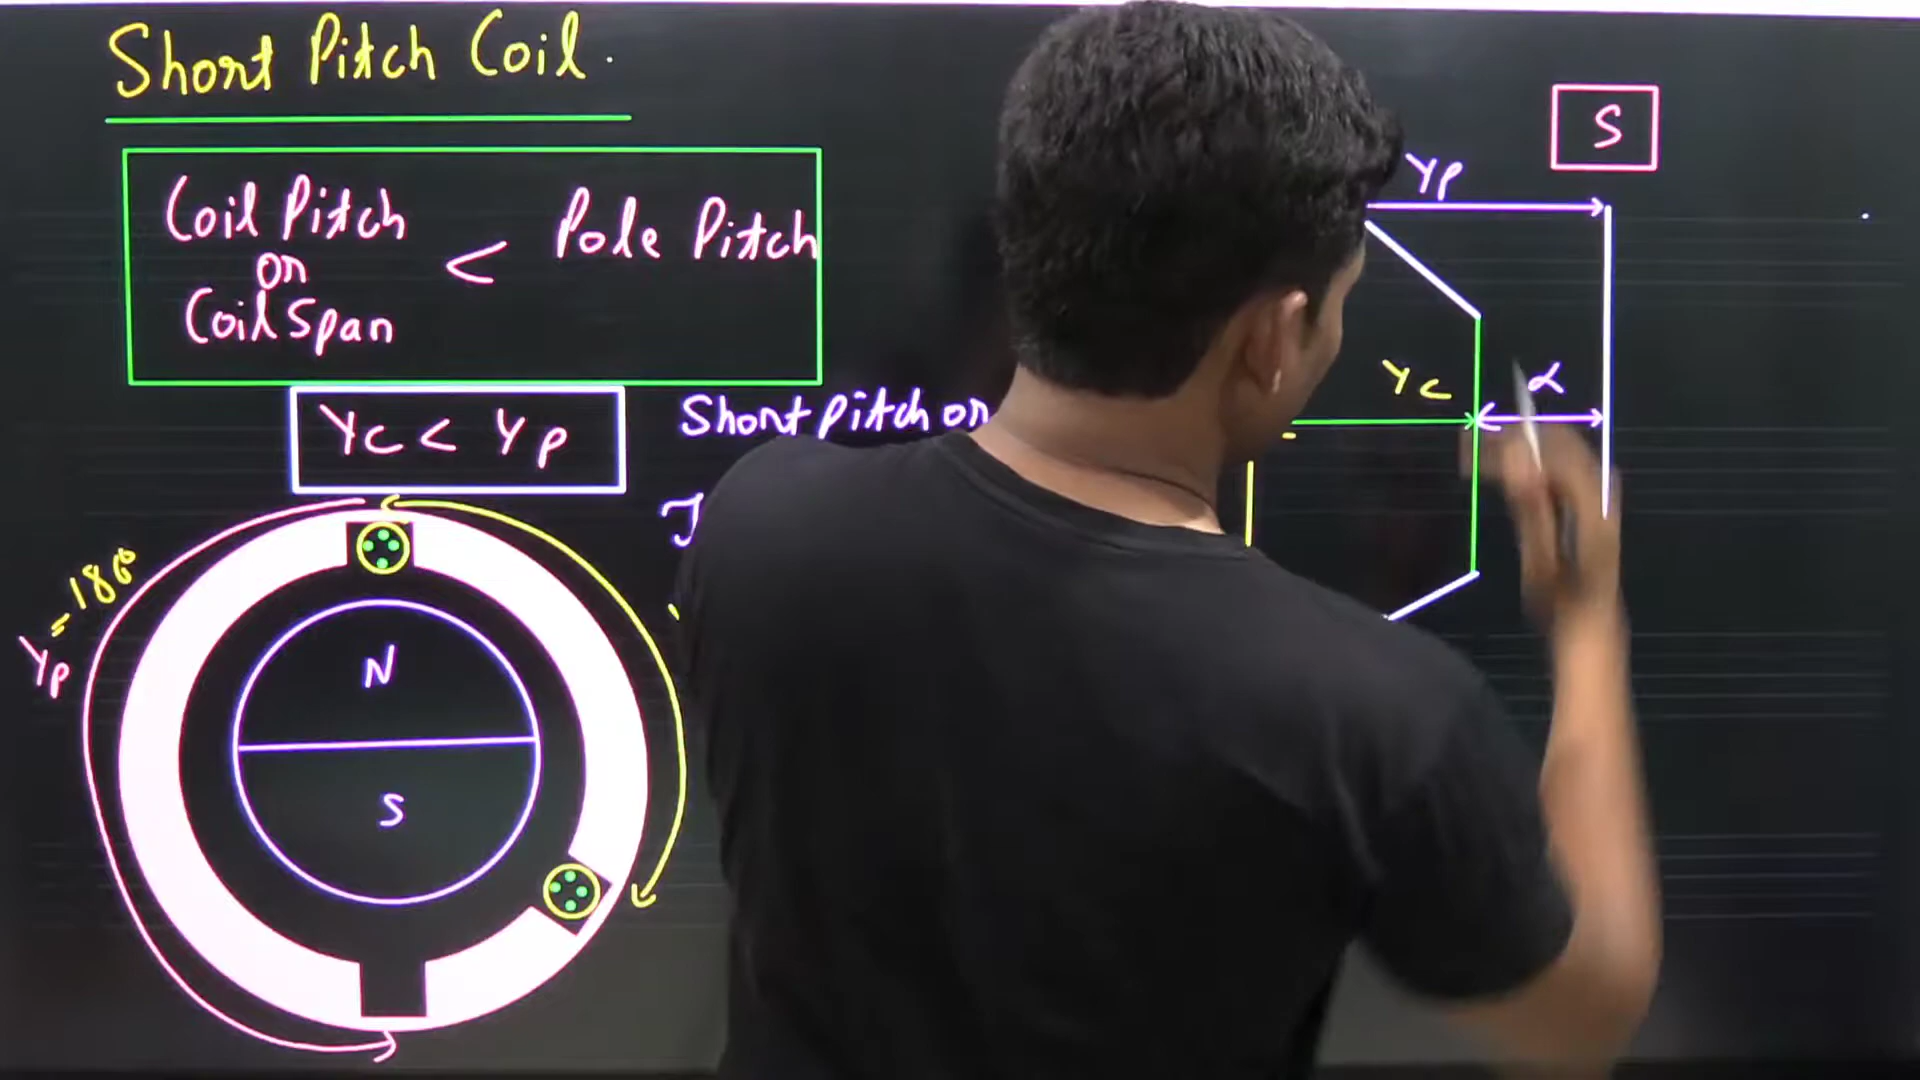 Short Pitch Coil.
Coil Pitch
or
Coil Span
< Pole Pitch
Yc < Yp
Short pitch or
Yp = 180°
N
S
S
Yp
Yc
α